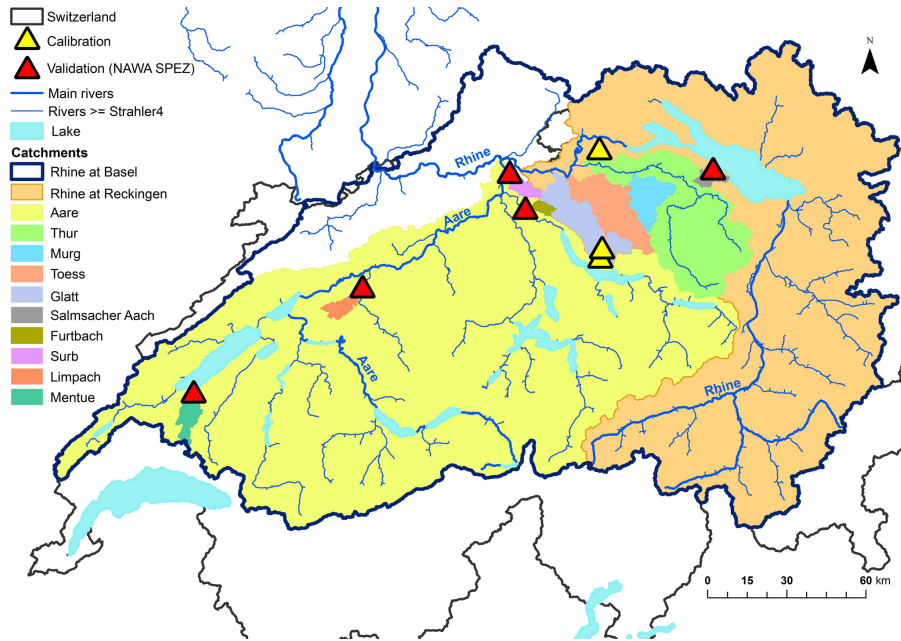 Switzerland
Calibration
Validation (NAWA SPEZ)
Main rivers
Rivers >= Strahler4
Lake
Catchments
Rhine at Basel
Rhine at Reckingen
Aare
Thur
Murg
Toess
Glatt
Salmsacher Aach
Furtbach
Surb
Limpach
Mentue
N
Rhine
Aare
Aare
Rhine
0 15 30 60 km